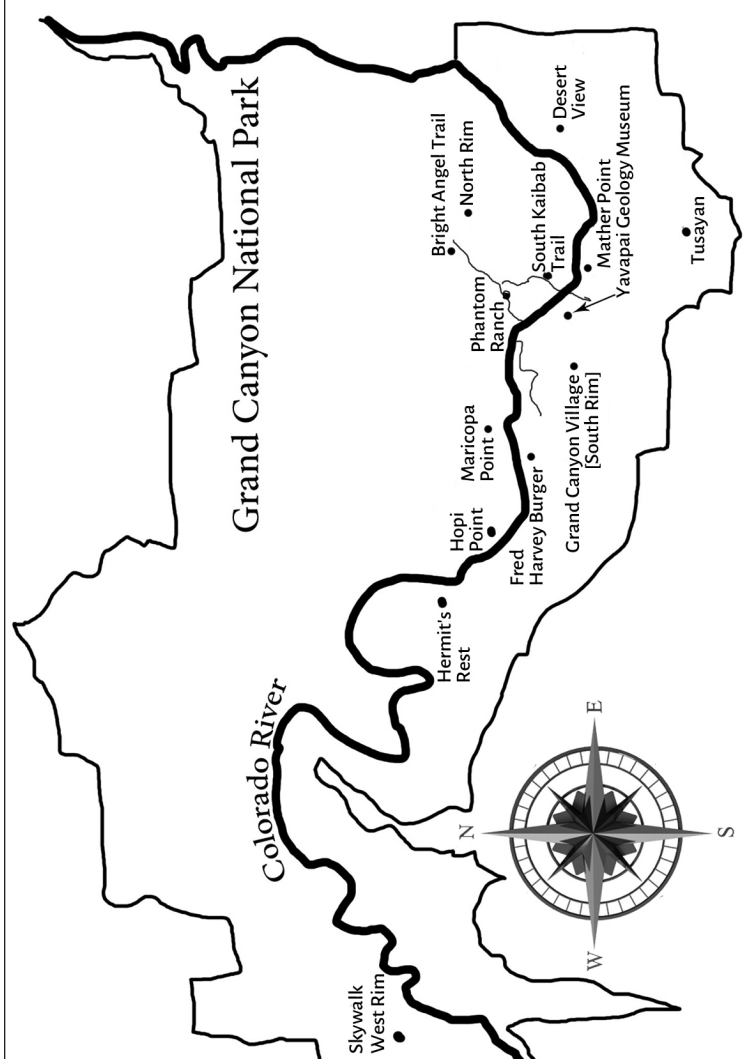 Grand Canyon National Park
Colorado River
Skywalk
West Rim
Hermit's
Rest
Hopi
Point
Maricopa
Point
Fred
Harvey Burger
Grand Canyon Village
[South Rim]
Phantom
Ranch
Bright Angel Trail
North Rim
South Kaibab
Trail
Desert
View
Mather Point
Yavapai Geology Museum
Tusayan
N
E
S
W